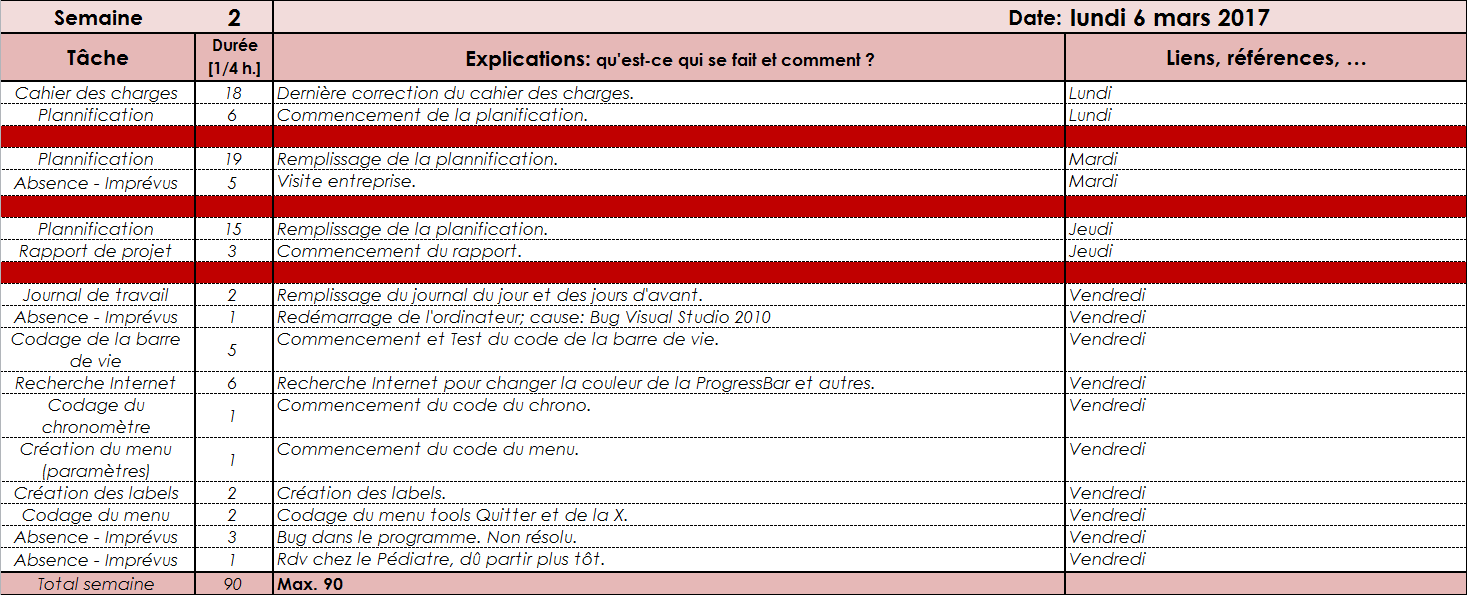 Semaine 2 Date: lundi 6 mars 2017
Tâche Durée [1/4 h.] Explications: qu'est-ce qui se fait et comment ? Liens, références, ...
Cahier des charges 18 Dernière correction du cahier des charges. Lundi
Plannification 6 Commencement de la planification. Lundi
Plannification 19 Remplissage de la plannification. Mardi
Absence - Imprévus 5 Visite entreprise. Mardi
Plannification 15 Remplissage de la planification. Jeudi
Rapport de projet 3 Commencement du rapport. Jeudi
Journal de travail 2 Remplissage du journal du jour et des jours d'avant. Vendredi
Absence - Imprévus 1 Redémarrage de l'ordinateur; cause: Bug Visual Studio 2010 Vendredi
Codage de la barre de vie 5 Commencement et Test du code de la barre de vie. Vendredi
Recherche Internet 6 Recherche Internet pour changer la couleur de la ProgressBar et autres. Vendredi
Codage du chronomètre 1 Commencement du code du chrono. Vendredi
Création du menu (paramètres) 1 Commencement du code du menu. Vendredi
Création des labels 2 Création des labels. Vendredi
Codage du menu 2 Codage du menu tools Quitter et de la X. Vendredi
Absence - Imprévus 3 Bug dans le programme. Non résolu. Vendredi
Absence - Imprévus 1 Rdv chez le Pédiatre, dû partir plus tôt. Vendredi
Total semaine 90 Max. 90